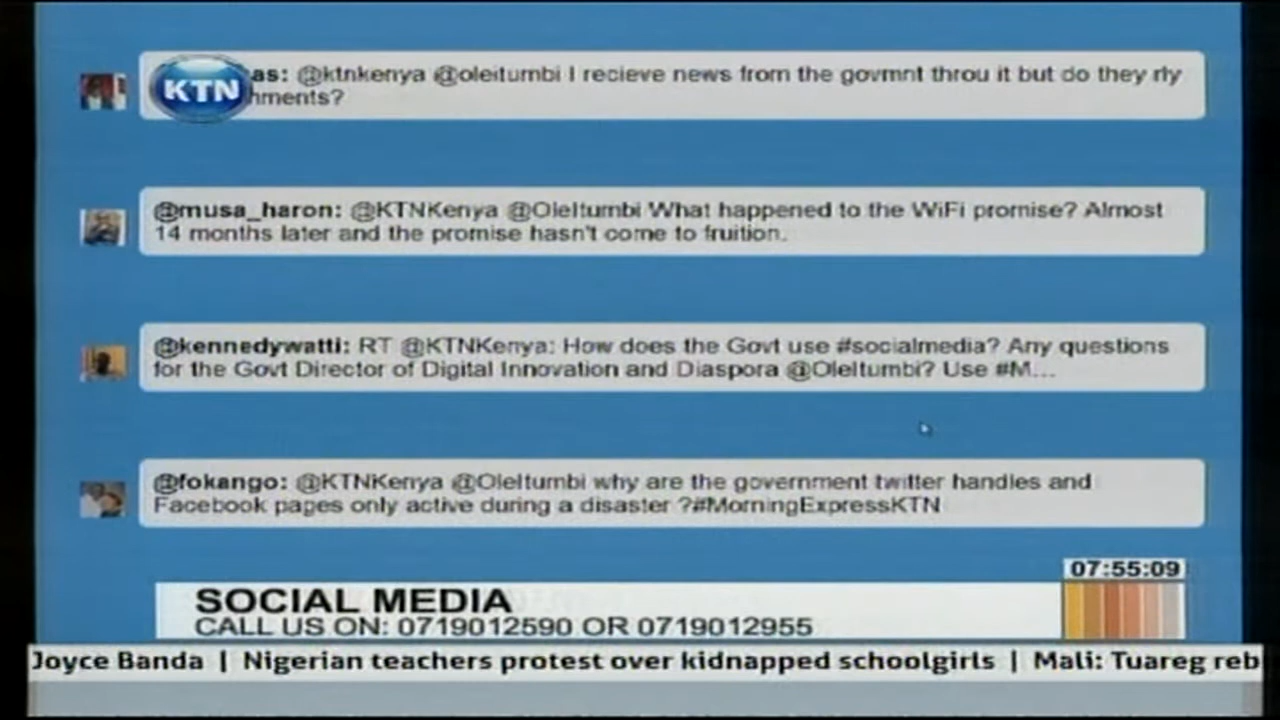 KTN
as: @ktnkenya @oleitumbi I recieve news from the govmnt throu it but do they rly
mments?
@musa_haron: @KTNKenya @OleItumbi What happened to the WiFi promise? Almost
14 months later and the promise hasn't come to fruition.
@kennedywatti: RT @KTNKenya: How does the Govt use #socialmedia? Any questions
for the Govt Director of Digital Innovation and Diaspora @OleItumbi? Use #M...
@fokango: @KTNKenya @OleItumbi why are the government twitter handles and
Facebook pages only active during a disaster ?#MorningExpressKTN
07:55:09
SOCIAL MEDIA
CALL US ON: 0719012590 OR 0719012955
Joyce Banda | Nigerian teachers protest over kidnapped schoolgirls | Mali: Tuareg reb